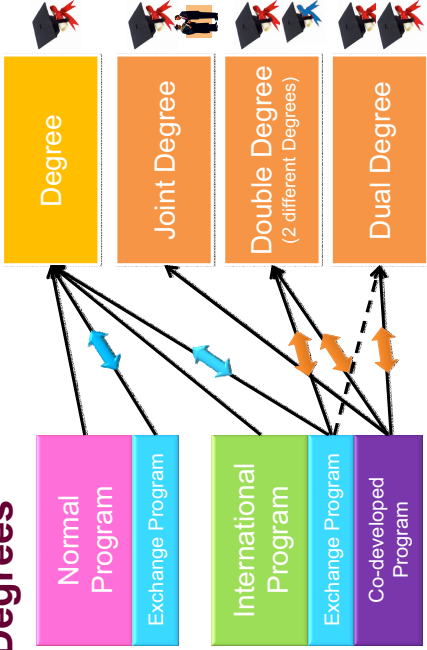 Degrees
Normal
Program
Exchange Program
International
Program
Exchange Program
Co-developed
Program
Degree
Joint Degree
Double Degree
(2 different Degrees)
Dual Degree